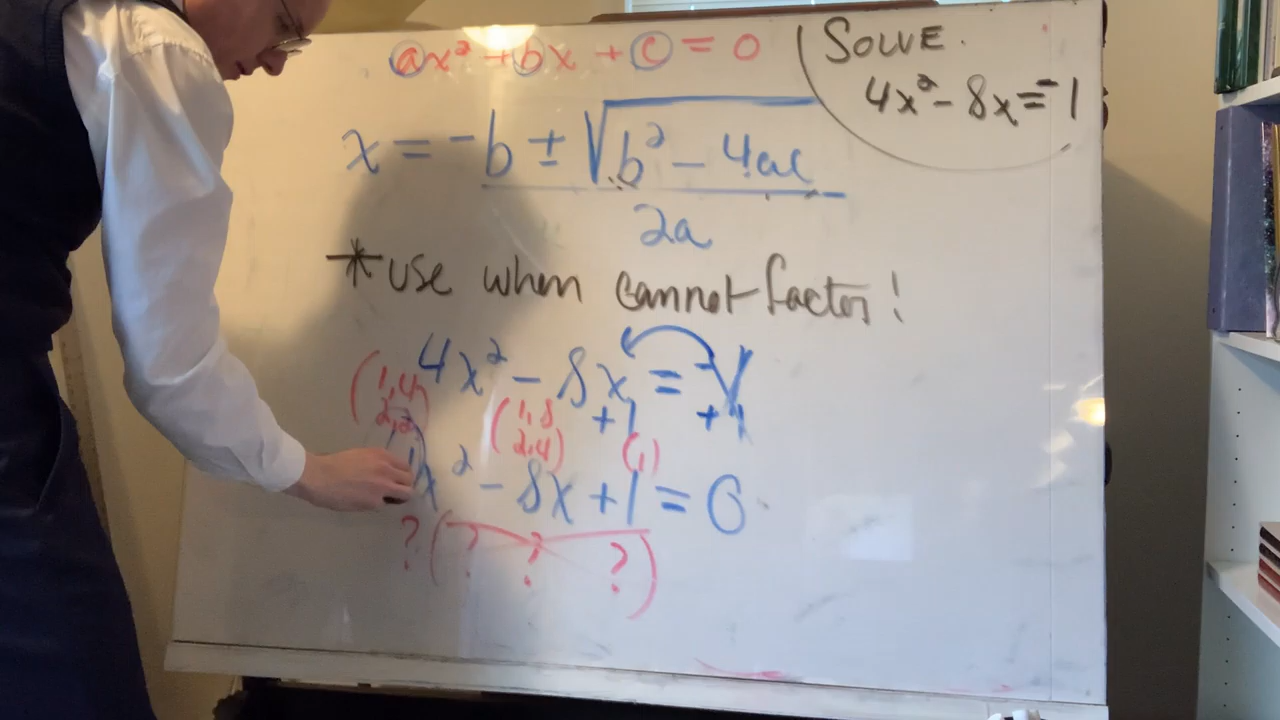 ax² + bx + c = 0
SOLVE.
4x² - 8x = -1
x = -b ± √b² - 4ac
2a
*USE when cannot factor!
4x² - 8x = -1
(1,4 (1,8 +1 +1
2,2) 2,4) (1)
x² - 8x + 1 = 0
? ( ? ? ? )